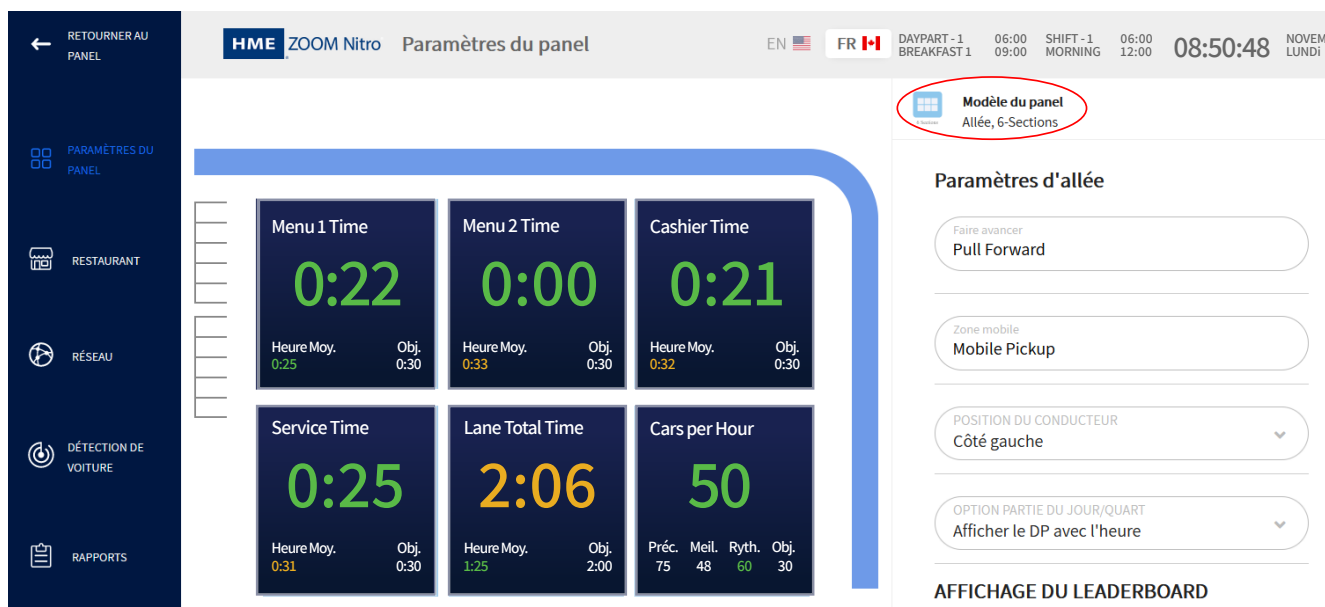 RETOURNER AU
PANEL
HME ZOOM Nitro Paramètres du panel
EN
FR
DAYPART - 1 06:00 SHIFT - 1 06:00
BREAKFAST 1 09:00 MORNING 12:00
08:50:48
NOVEM
LUNDi
Modèle du panel
Allée, 6-Sections
PARAMÈTRES DU
PANEL
RESTAURANT
RÉSEAU
DÉTECTION DE
VOITURE
RAPPORTS
Menu 1 Time
0:22
Heure Moy. Obj.
0:25 0:30
Menu 2 Time
0:00
Heure Moy. Obj.
0:33 0:30
Cashier Time
0:21
Heure Moy. Obj.
0:32 0:30
Service Time
0:25
Heure Moy. Obj.
0:31 0:30
Lane Total Time
2:06
Heure Moy. Obj.
1:25 2:00
Cars per Hour
50
Préc. Meil. Ryth. Obj.
75 48 60 30
Paramètres d'allée
Faire avancer
Pull Forward
Zone mobile
Mobile Pickup
POSITION DU CONDUCTEUR
Côté gauche
OPTION PARTIE DU JOUR/QUART
Afficher le DP avec l'heure
AFFICHAGE DU LEADERBOARD